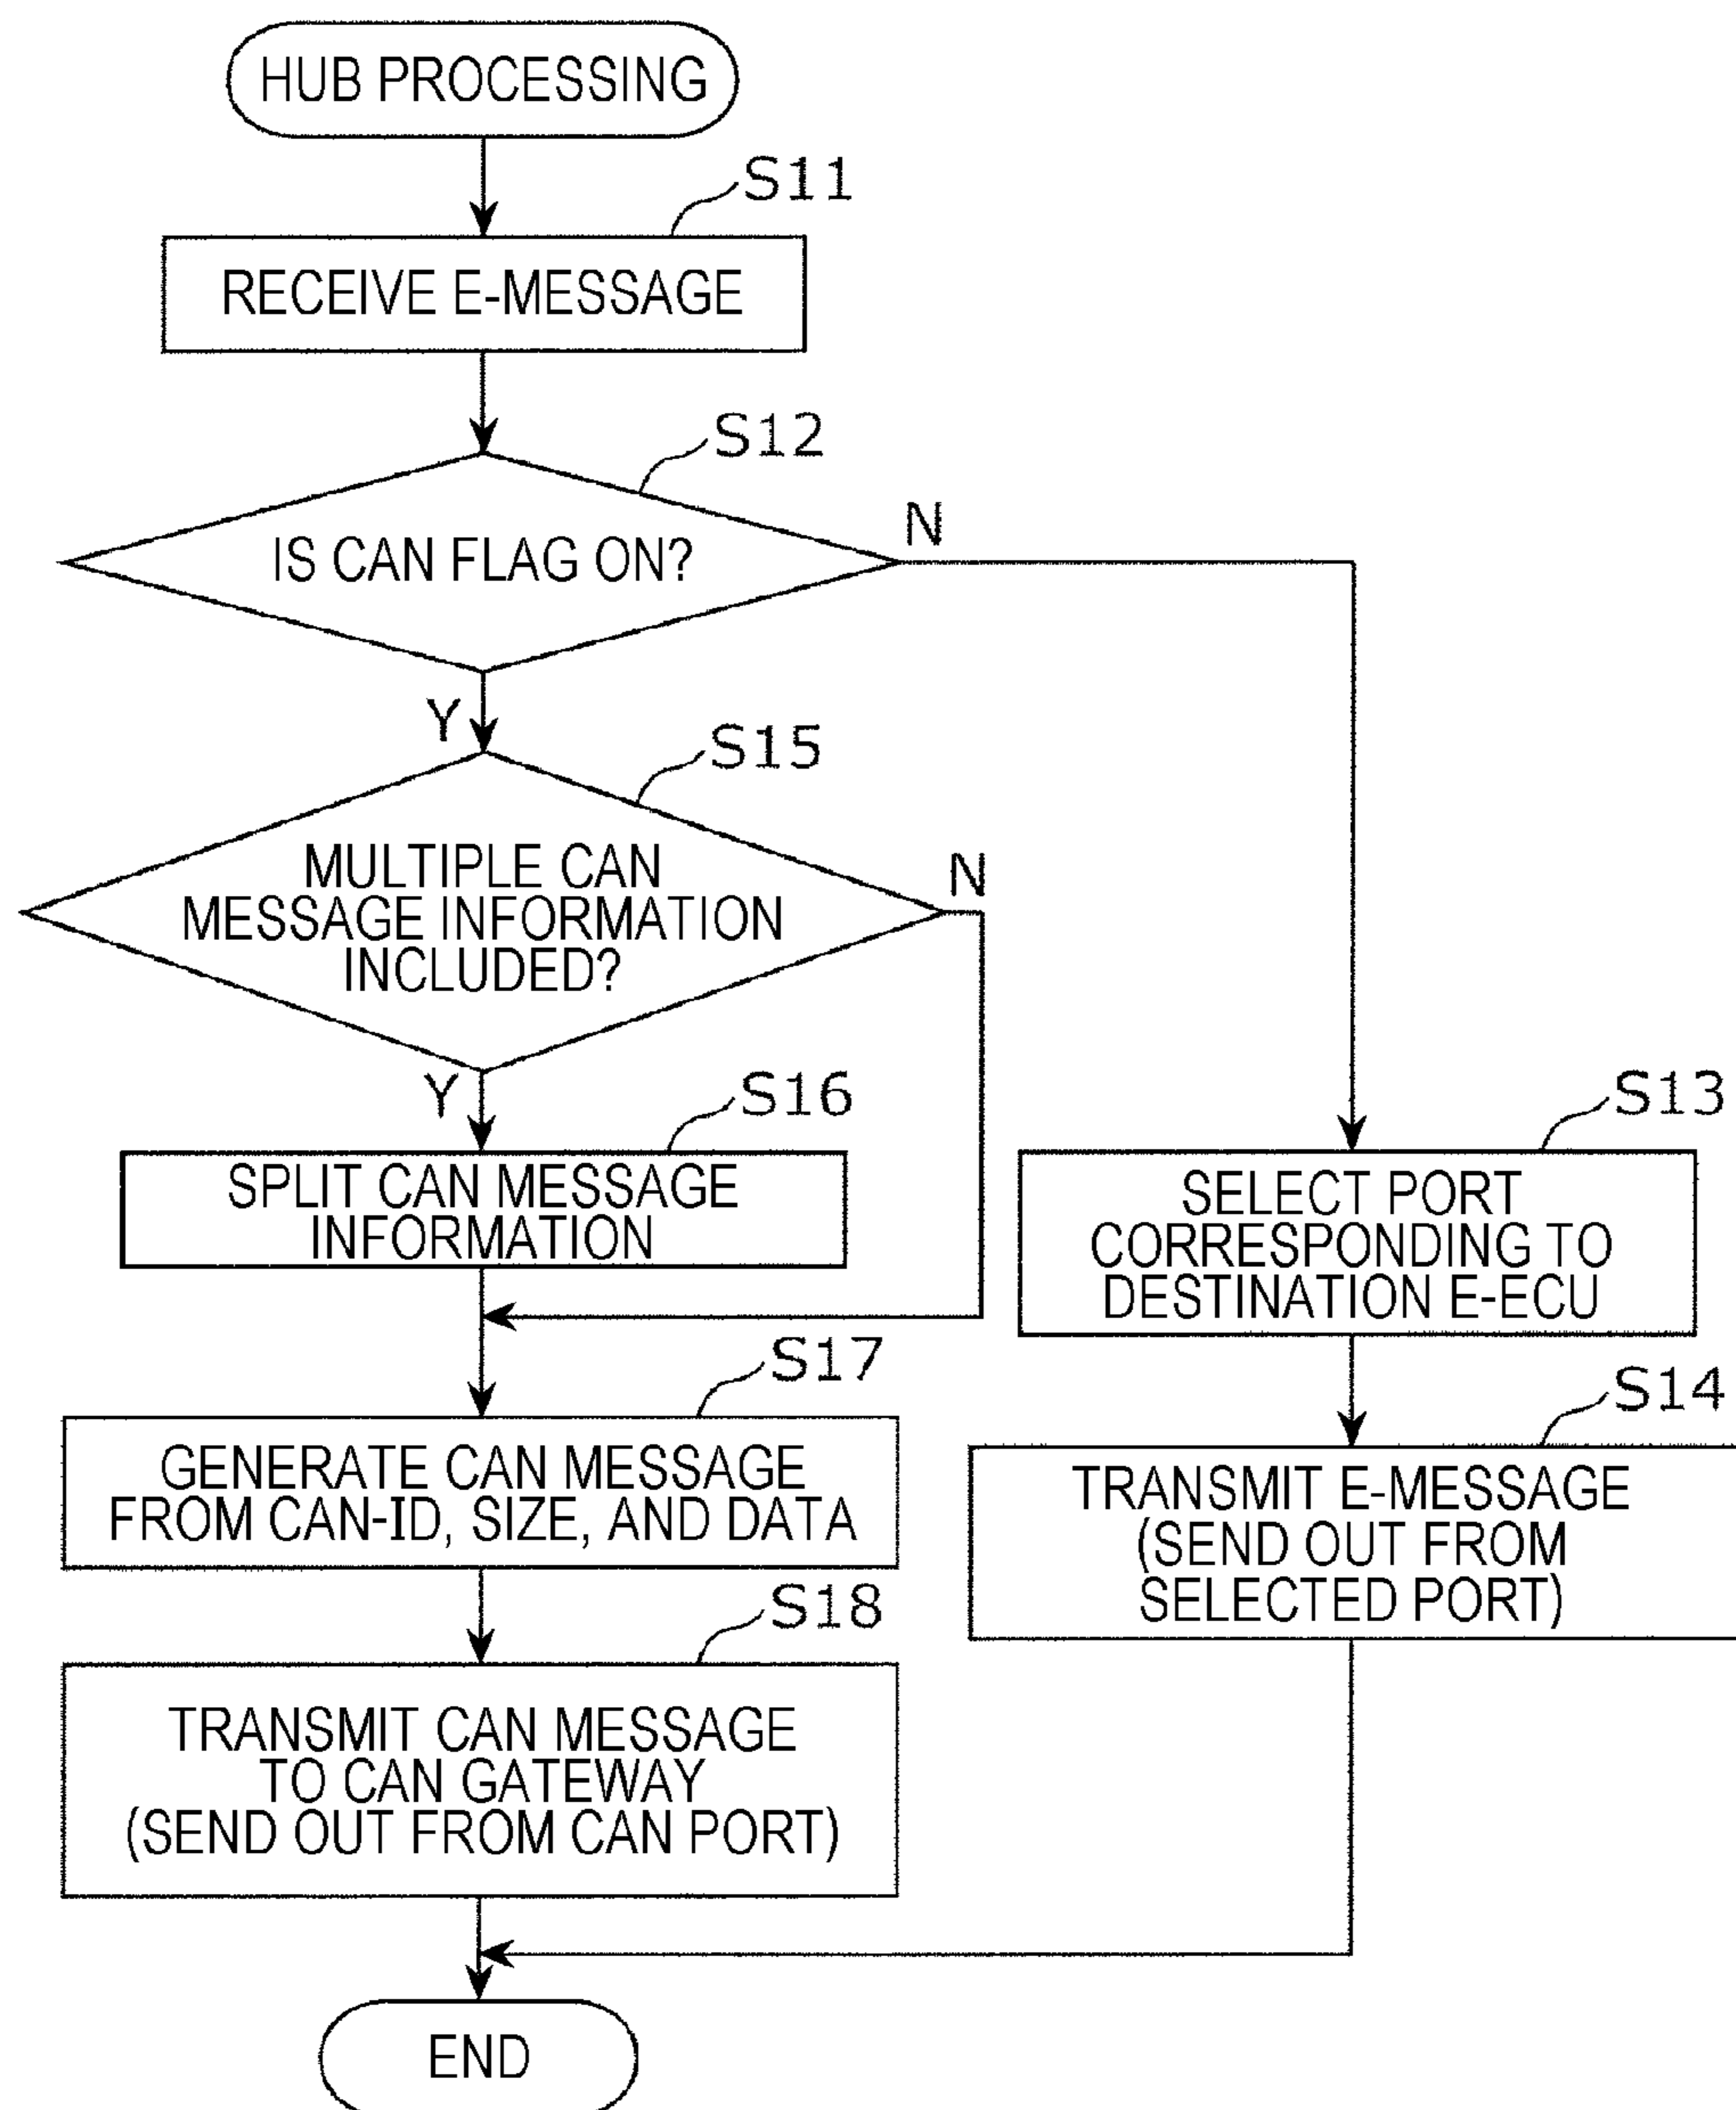 HUB PROCESSING
S11
RECEIVE E-MESSAGE
S12
IS CAN FLAG ON?
N
Y
S15
MULTIPLE CAN
MESSAGE INFORMATION
INCLUDED?
N
Y
S16
SPLIT CAN MESSAGE
INFORMATION
S13
SELECT PORT
CORRESPONDING TO
DESTINATION E-ECU
S17
GENERATE CAN MESSAGE
FROM CAN-ID, SIZE, AND DATA
S14
TRANSMIT E-MESSAGE
(SEND OUT FROM
SELECTED PORT)
S18
TRANSMIT CAN MESSAGE
TO CAN GATEWAY
(SEND OUT FROM CAN PORT)
END